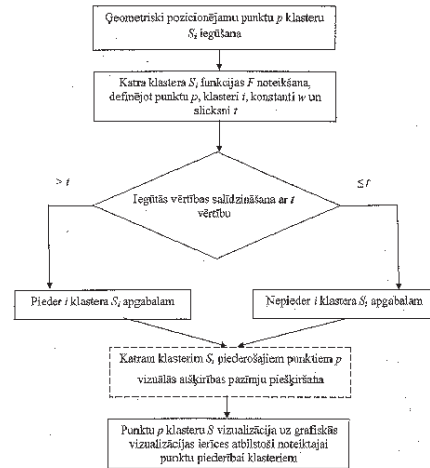 Ģeometriski pozicionējamu punktu p klasteru
Si iegūšana
Katra klastera Si funkcijas F noteikšana,
definējot punktu p, klasteri i, konstanti w un
slieksni t
> t
≤ t
Iegūtās vērtības salīdzināšana ar t
vērtību
Pieder i klastera Si apgabalam
Nepieder i klastera Si apgabalam
Katram klasterim Si piederošajiem punktiem p
vizuālās atšķirības pazīmju piešķiršana
Punktu p klasteru S vizualizācija uz grafiskās
vizualizācijas ierīces atbilstoši noteiktajai
punktu piederībai klasteriem